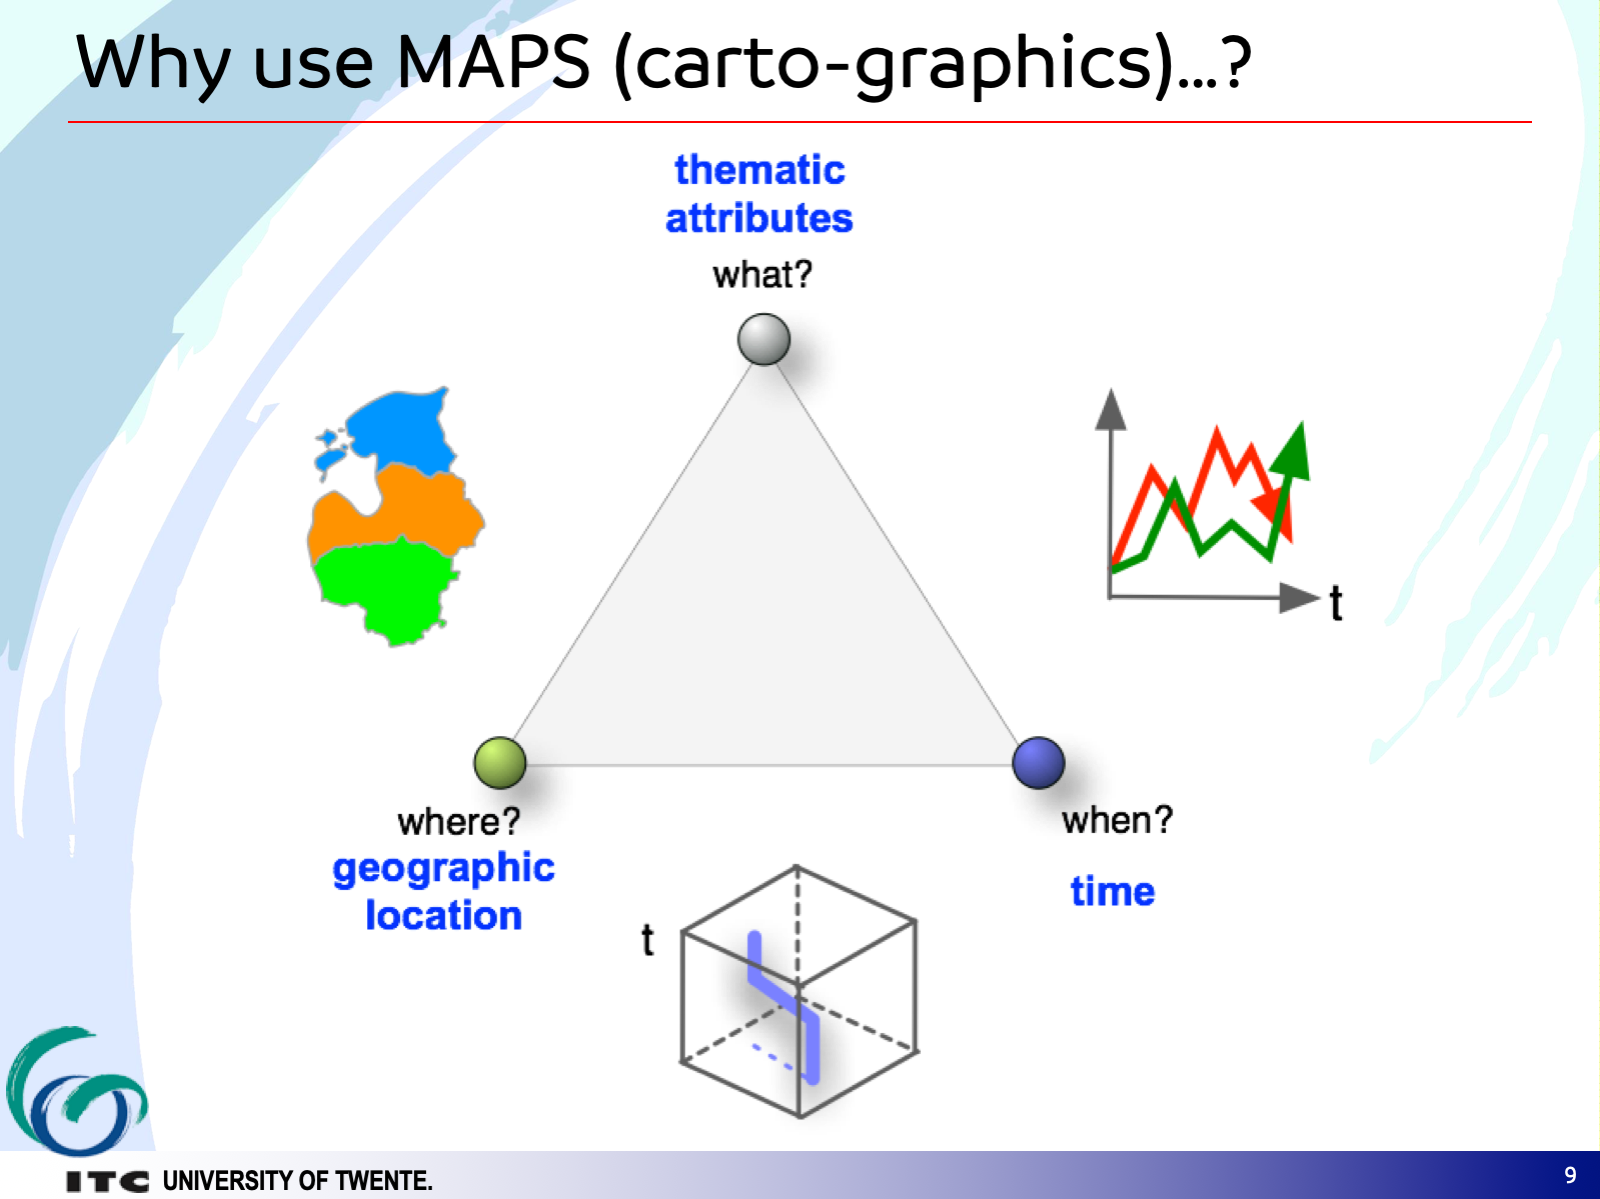 Why use MAPS (carto-graphics)...?
thematic
attributes
what?
t
where?
geographic
location
when?
time
t
ITC UNIVERSITY OF TWENTE.
9